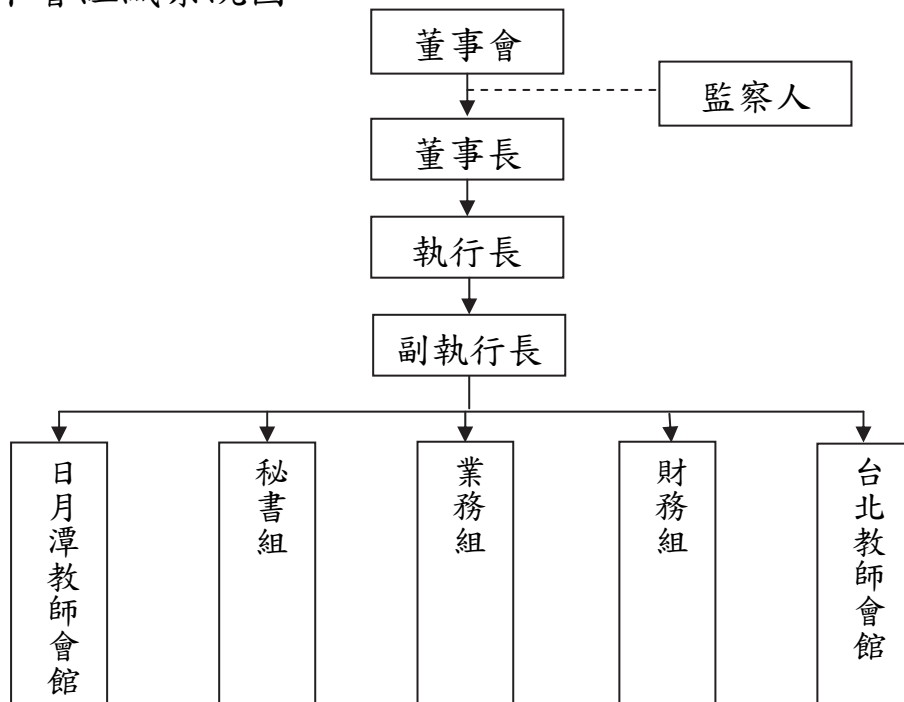 董事會
監察人
董事長
執行長
副執行長
日月潭教師會館
秘書組
業務組
財務組
台北教師會館